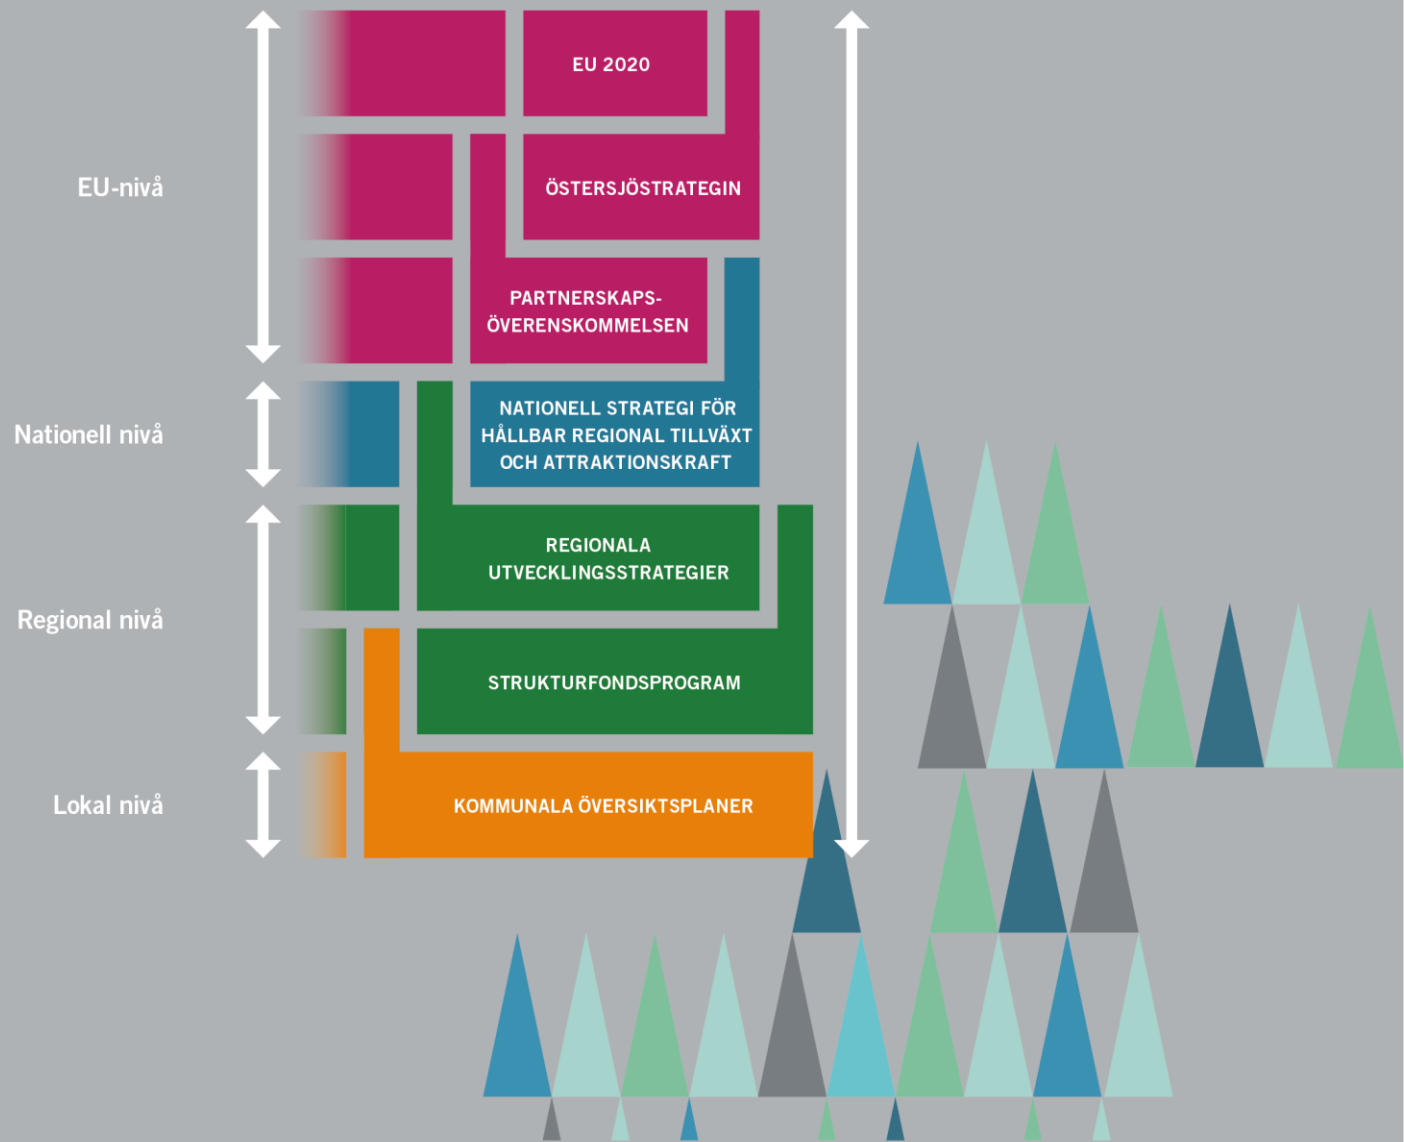 EU 2020
EU-nivå
ÖSTERSJÖSTRATEGIN
PARTNERSKAPS-
ÖVERENSKOMMELSEN
Nationell nivå
NATIONELL STRATEGI FÖR
HÅLLBAR REGIONAL TILLVÄXT
OCH ATTRAKTIONSKRAFT
Regional nivå
REGIONALA
UTVECKLINGSSTRATEGIER
STRUKTURFONDSPROGRAM
Lokal nivå
KOMMUNALA ÖVERSIKTSPLANER